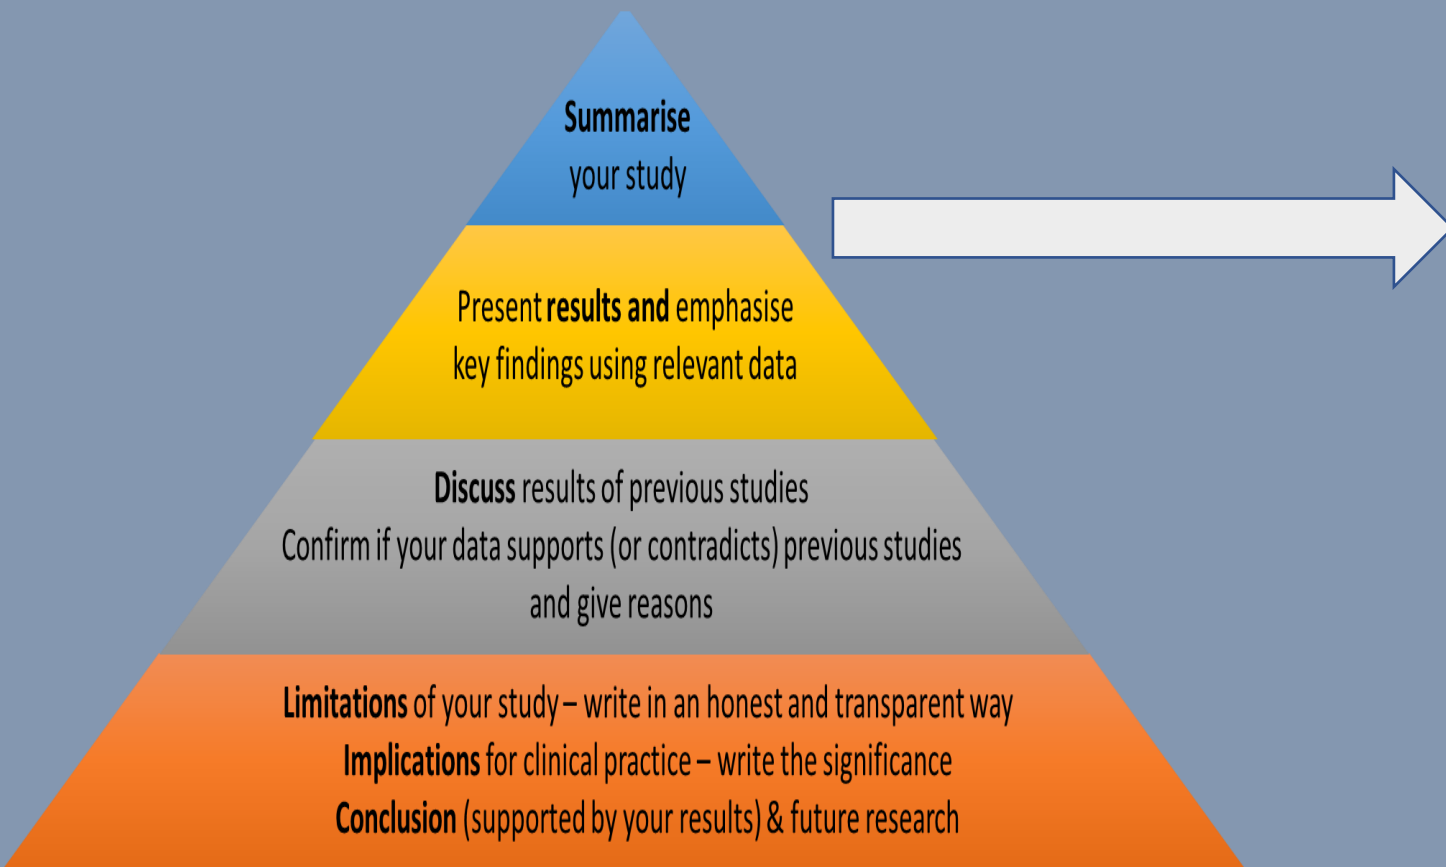 Summarise
your study
Present results and emphasise
key findings using relevant data
Discuss results of previous studies
Confirm if your data supports (or contradicts) previous studies
and give reasons
Limitations of your study – write in an honest and transparent way
Implications for clinical practice – write the significance
Conclusion (supported by your results) & future research